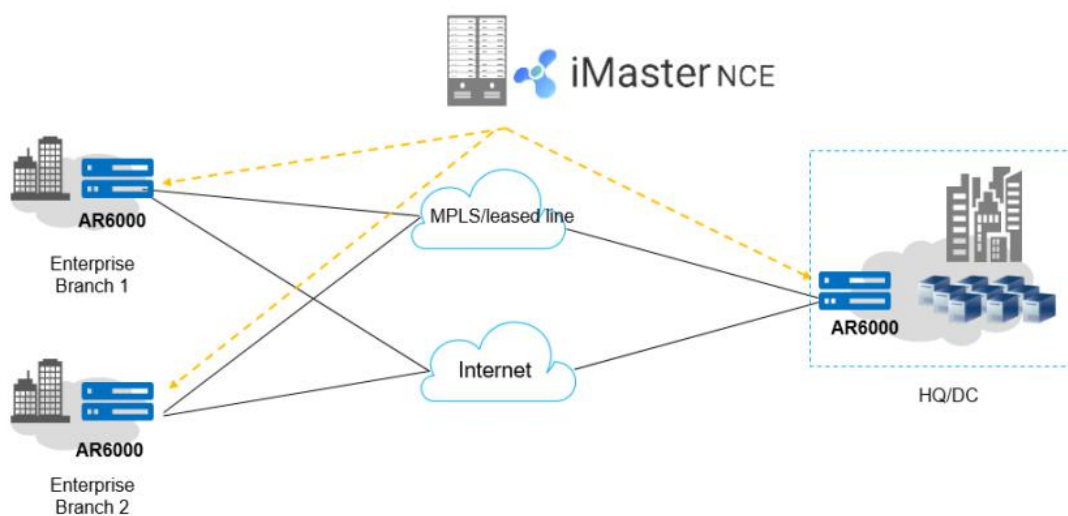 iMaster NCE
AR6000
Enterprise
Branch 1
MPLS/leased line
AR6000
HQ/DC
Internet
AR6000
Enterprise
Branch 2